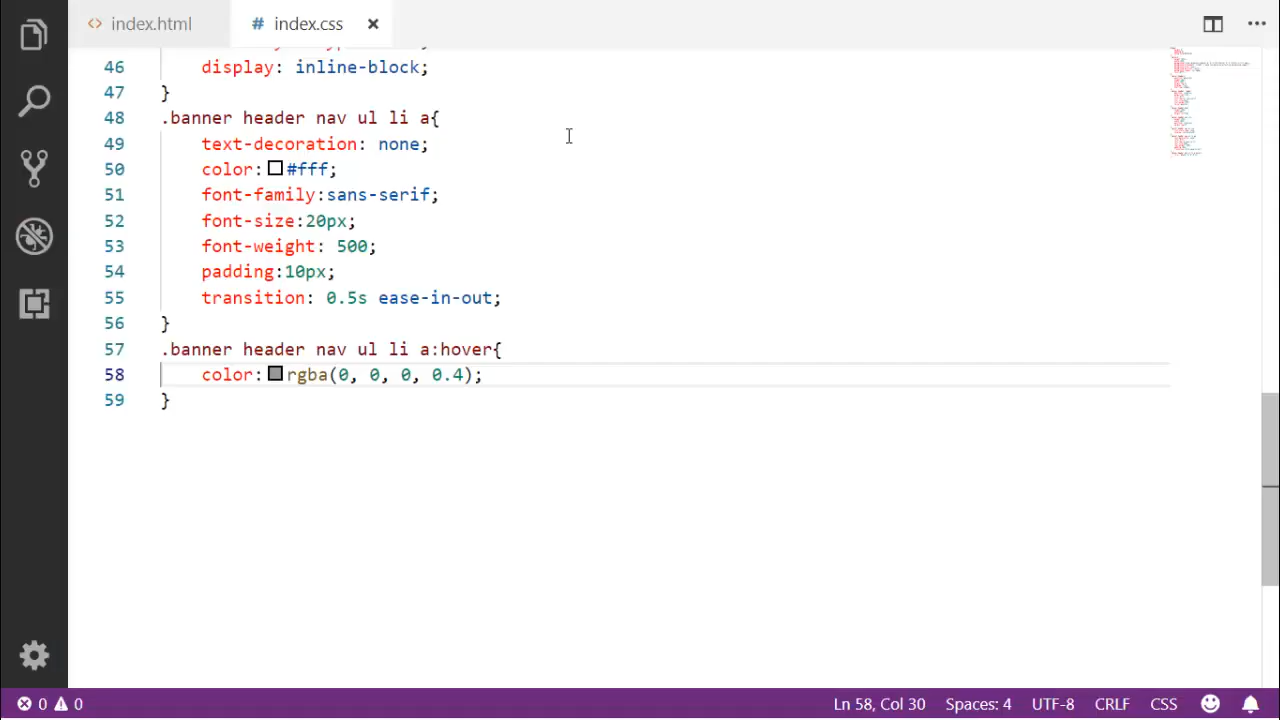 <> index.html # index.css ×
46 display: inline-block;
47 }
48 .banner header nav ul li a{
49 text-decoration: none;
50 color:#fff;
51 font-family:sans-serif;
52 font-size:20px;
53 font-weight: 500;
54 padding:10px;
55 transition: 0.5s ease-in-out;
56 }
57 .banner header nav ul li a:hover{
58 color:rgba(0, 0, 0, 0.4);
59 }
0 0 Ln 58, Col 30 Spaces: 4 UTF-8 CRLF CSS